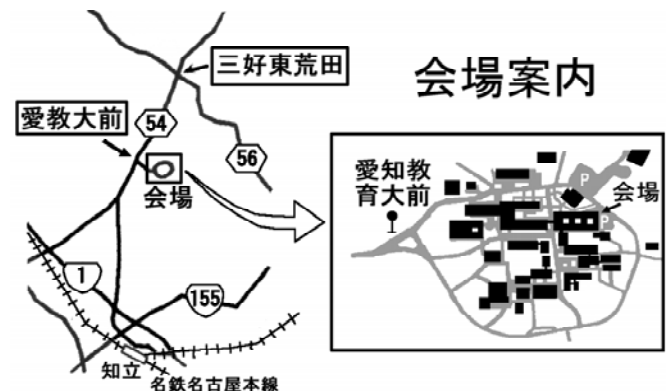 三好東荒田
会場案内
愛教大前
54
56
会場
愛知教
育大前
P
会場
P
1
155
知立
名鉄名古屋本線